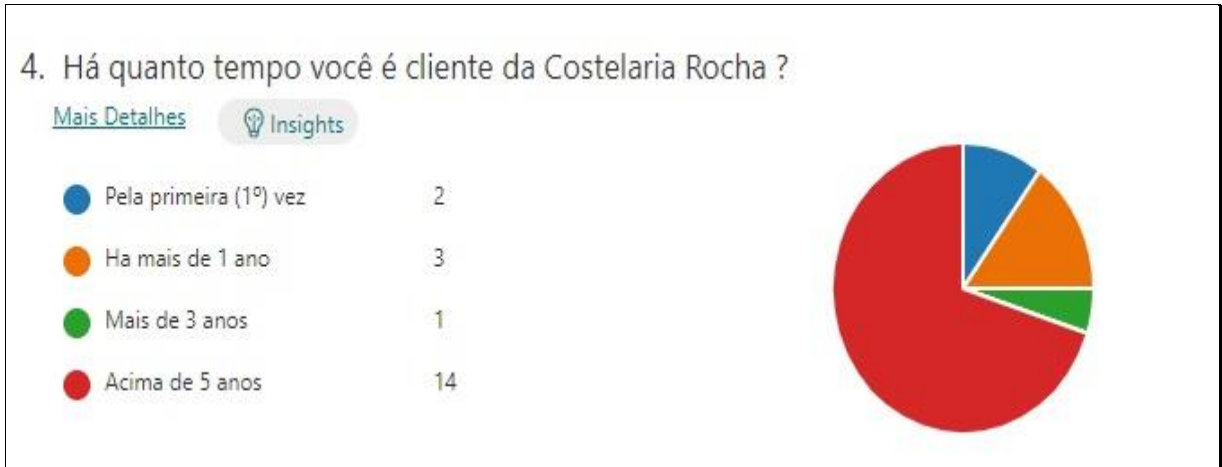 4. Há quanto tempo você é cliente da Costelaria Rocha ?
Mais Detalhes Insights
Pela primeira (1º) vez 2
Ha mais de 1 ano 3
Mais de 3 anos 1
Acima de 5 anos 14